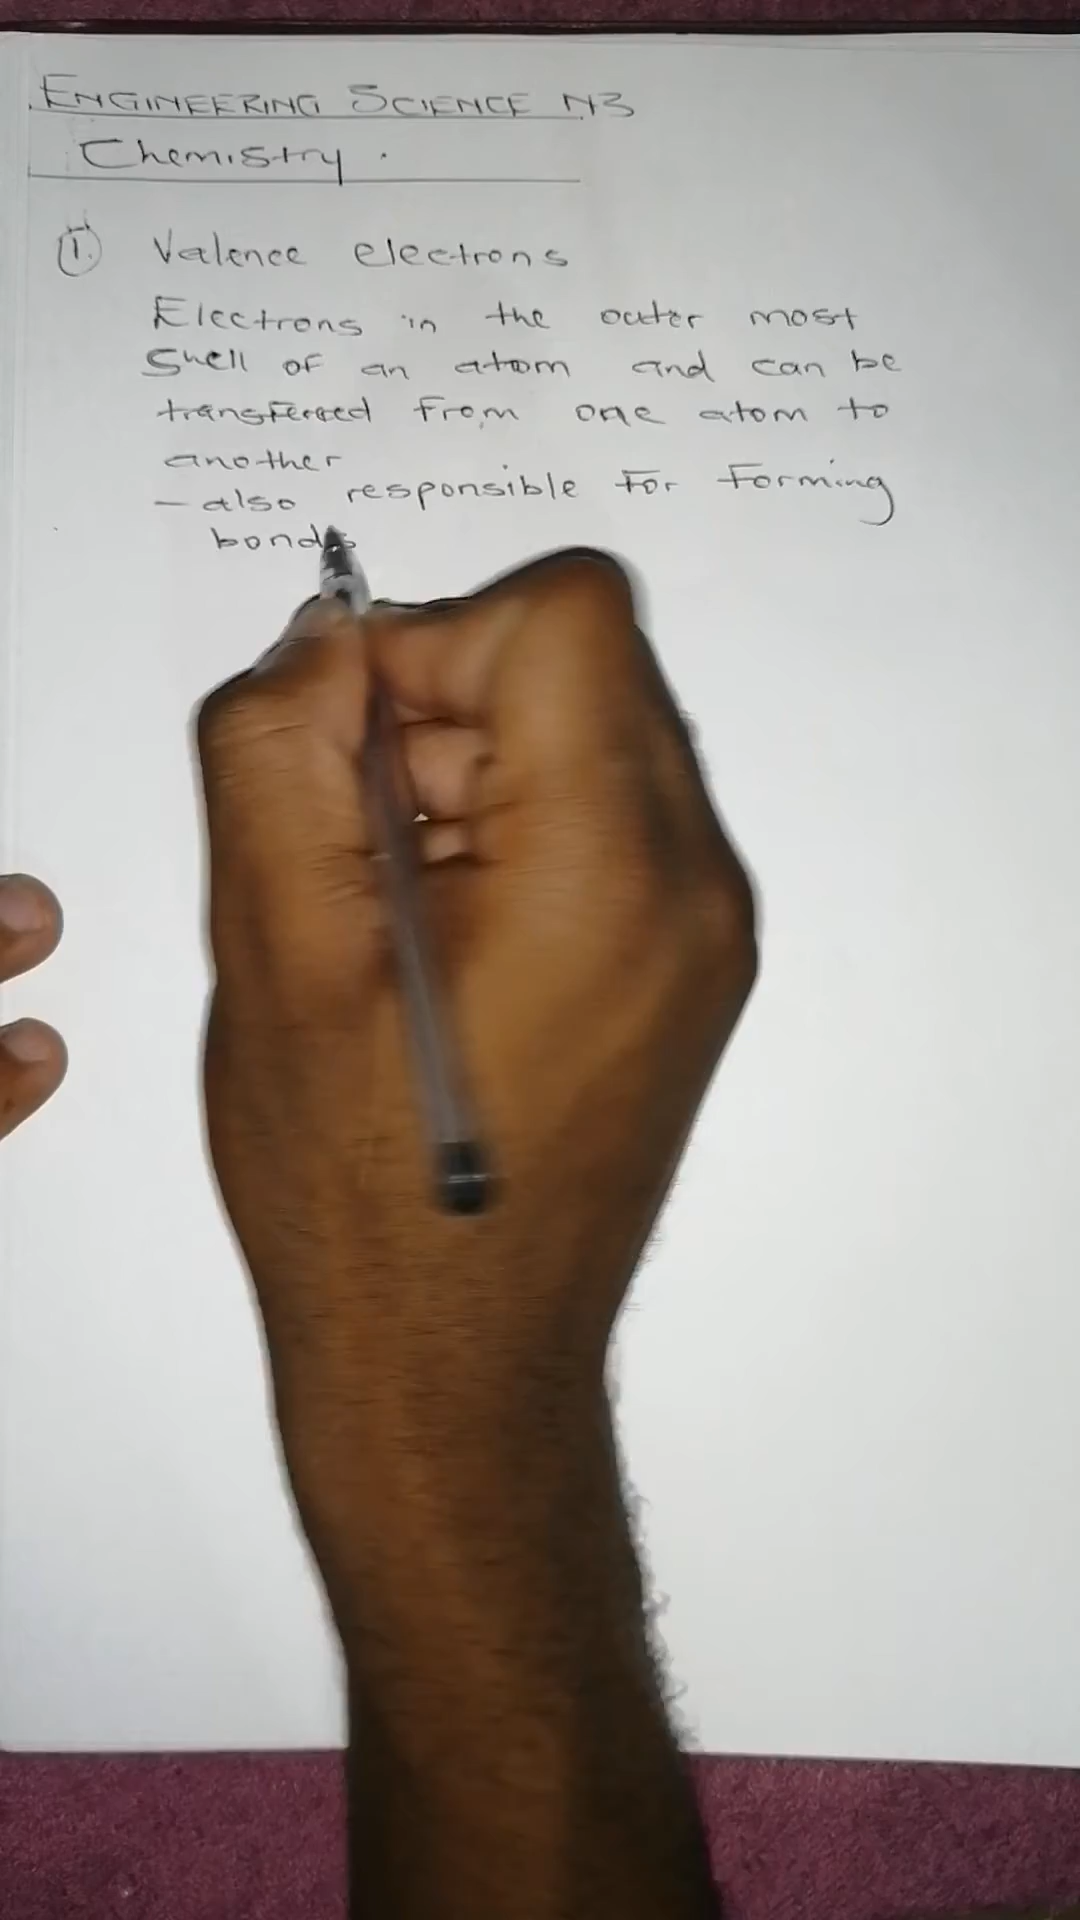 ENGINEERING SCIENCE N3
Chemistry.
1. Valence electrons
Electrons in the outer most
shell of an atom and can be
transferred from one atom to
another
- also responsible for forming
bonds